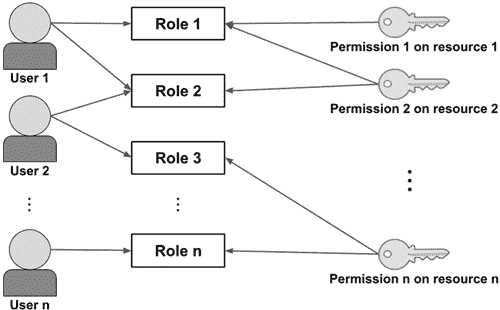 Role 1
Permission 1 on resource 1
User 1
Role 2
Permission 2 on resource 2
User 2
Role 3
Role n
Permission n on resource n
User n